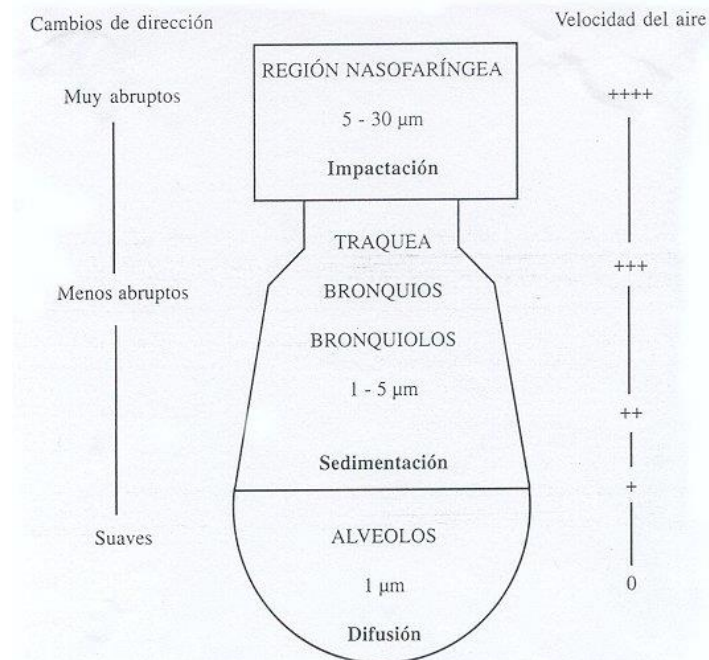 Cambios de dirección
Velocidad del aire
REGIÓN NASOFARÍNGEA
Muy abruptos
++++
5 - 30 μm
Impactación
TRAQUEA
+++
Menos abruptos
BRONQUIOS
BRONQUIOLOS
1 - 5 μm
++
Sedimentación
+
Suaves
ALVEOLOS
1 μm
0
Difusión